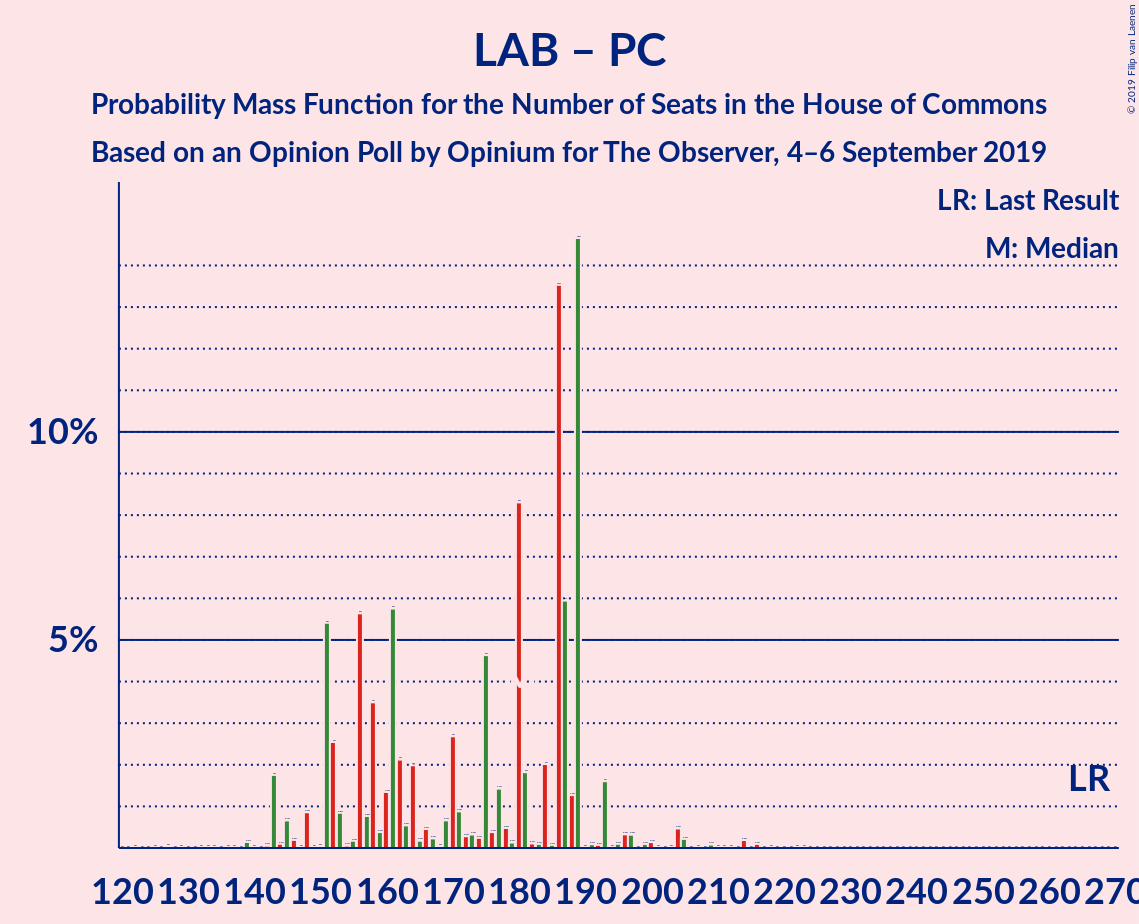 LAB – PC
Probability Mass Function for the Number of Seats in the House of Commons
Based on an Opinion Poll by Opinium for The Observer, 4–6 September 2019
© 2019 Filip van Laenen
LR: Last Result
M: Median
10%
5%
LR
120 130 140 150 160 170 180 190 200 210 220 230 240 250 260 270